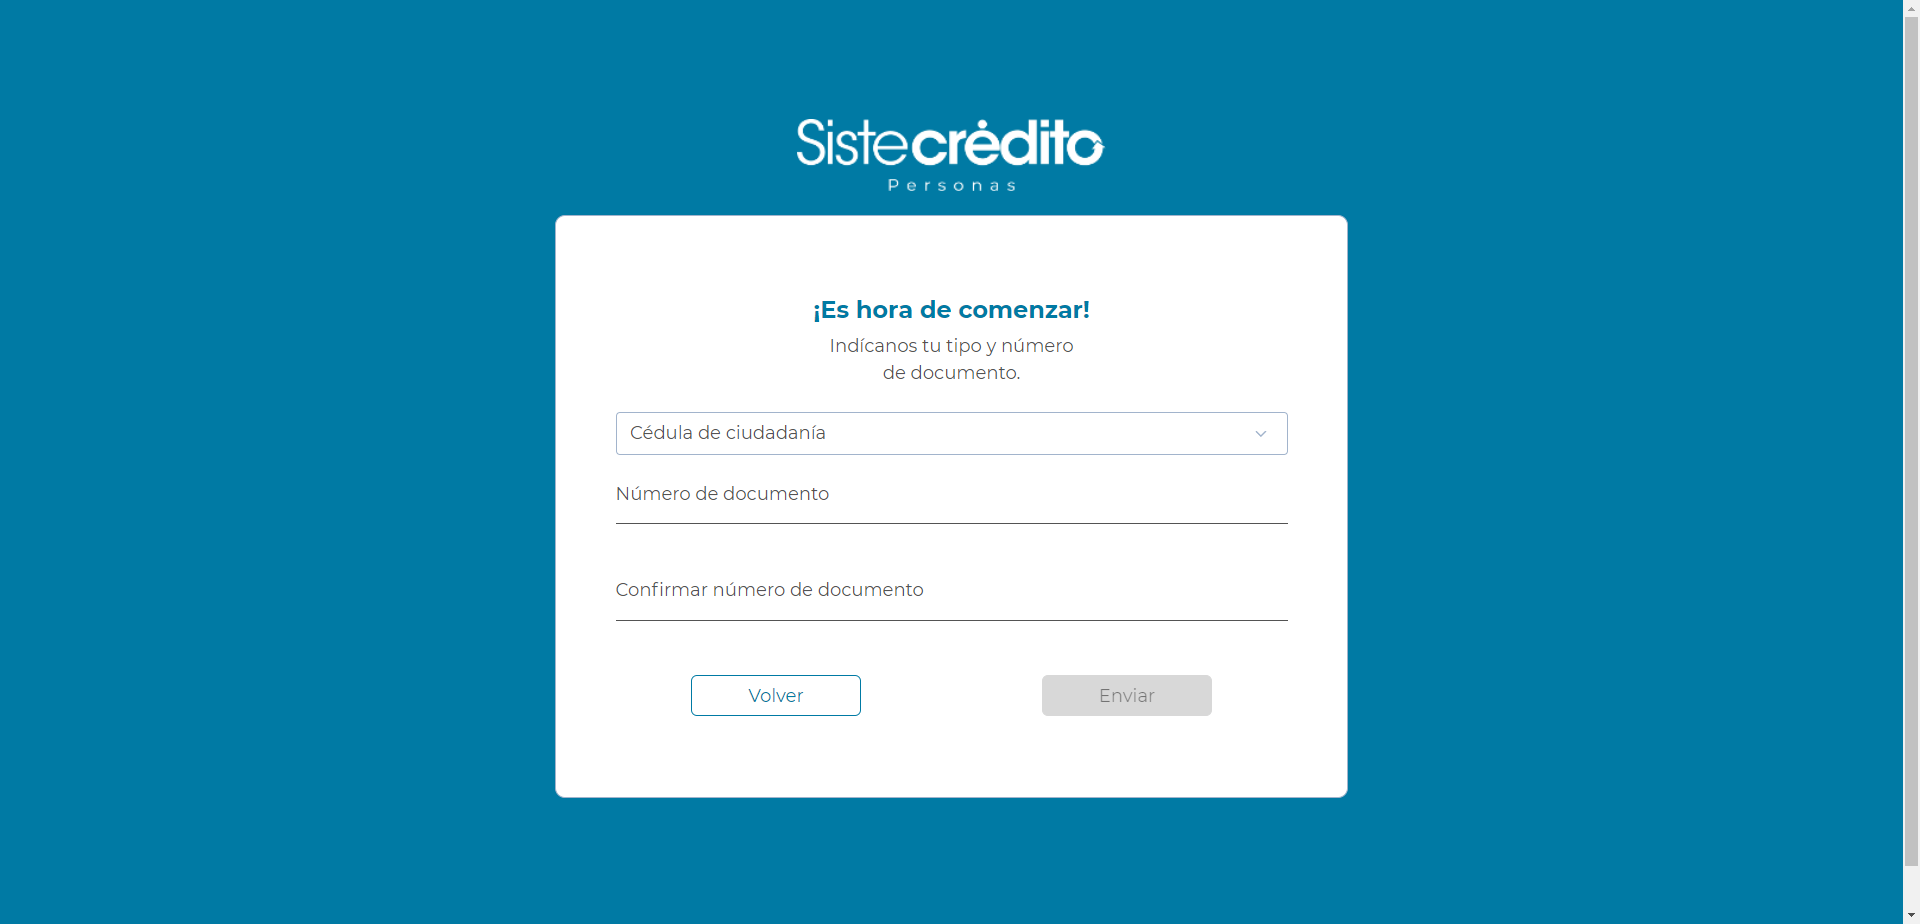 Sistecrédito
Personas
¡Es hora de comenzar!
Indícanos tu tipo y número
de documento.
Cédula de ciudadanía
Número de documento
Confirmar número de documento
Volver
Enviar